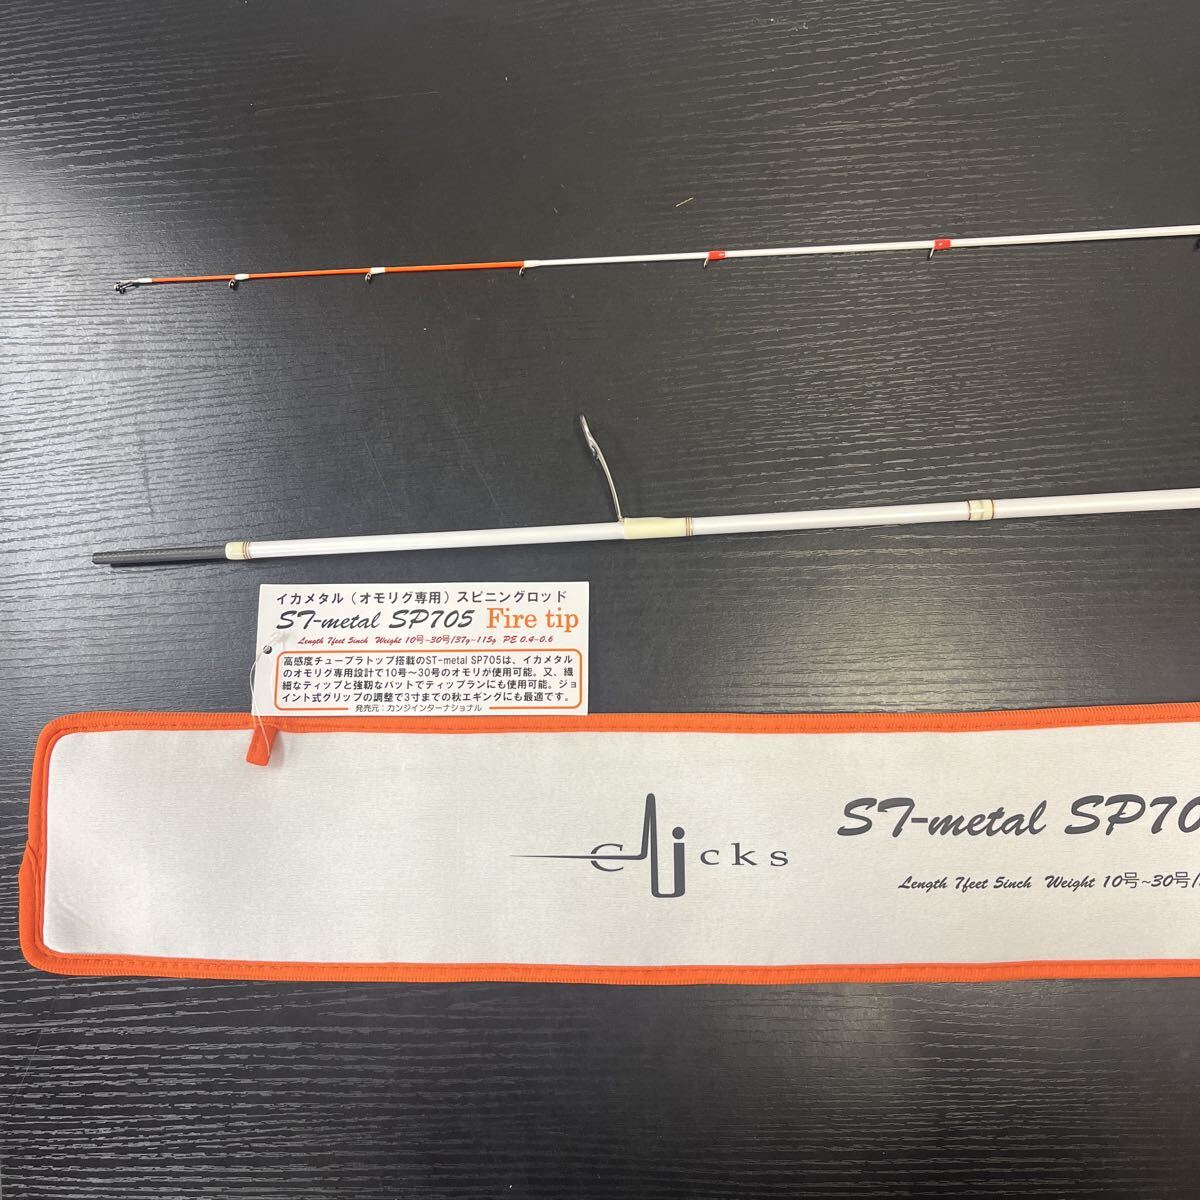 イカメタル（オモリグ専用）スピニングロッド
ST-metal SP705 Fire tip
Length 7feet 5inch Weight 10号~30号/37g~115g PE 0.4~0.6
高感度チューブラトップ搭載のST-metal SP705は、イカメタル
のオモリグ専用設計で10号～30号のオモリが使用可能。又、繊
細なティップと強靭なバットでティップランにも使用可能。ジョ
イント式グリップの調整で3寸までの秋エギングにも最適です。
発売元：カンジインターナショナル
Clicks
ST-metal SP70
Length 7feet 5inch Weight 10号~30号/